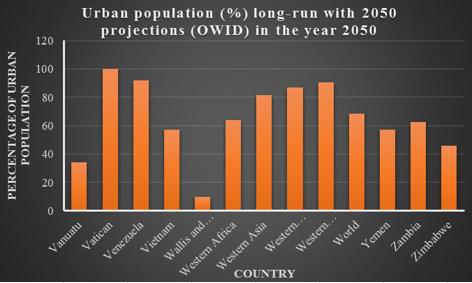 Urban population (%) long-run with 2050
projections (OWID) in the year 2050
PERCENTAGE OF URBAN
POPULATION
120
100
80
60
40
20
0
Vanuatu
Vatican
Venezuela
Vietnam
Wallis and...
Western Africa
Western Asia
Western...
Western...
World
Yemen
Zambia
Zimbabwe
COUNTRY